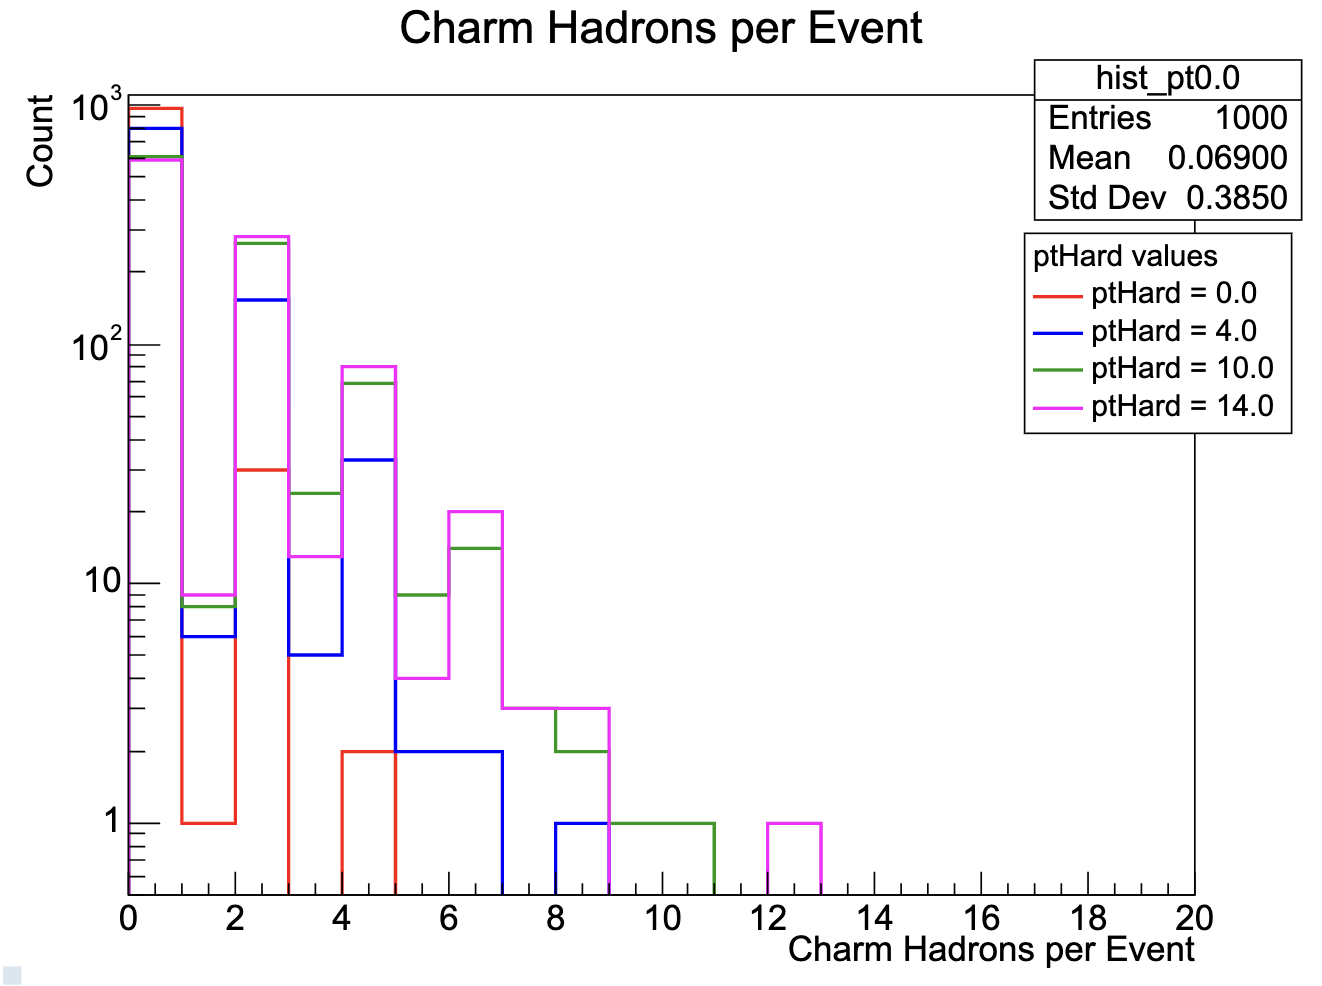 Charm Hadrons per Event
hist_pt0.0
Entries 1000
Mean 0.06900
Std Dev 0.3850
ptHard values
ptHard = 0.0
ptHard = 4.0
ptHard = 10.0
ptHard = 14.0
Count
10³
10²
10
1
0 2 4 6 8 10 12 14 16 18 20
Charm Hadrons per Event